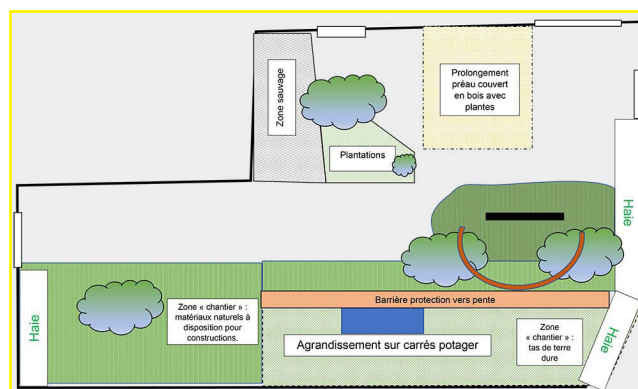 Zone sauvage
Prolongement
préau couvert
en bois avec
plantes
Plantations
Haie
Haie
Zone « chantier » :
matériaux naturels à
disposition pour
constructions.
Barrière protection vers pente
Agrandissement sur carrés potager
Zone
« chantier » :
tas de terre
dure
Haie